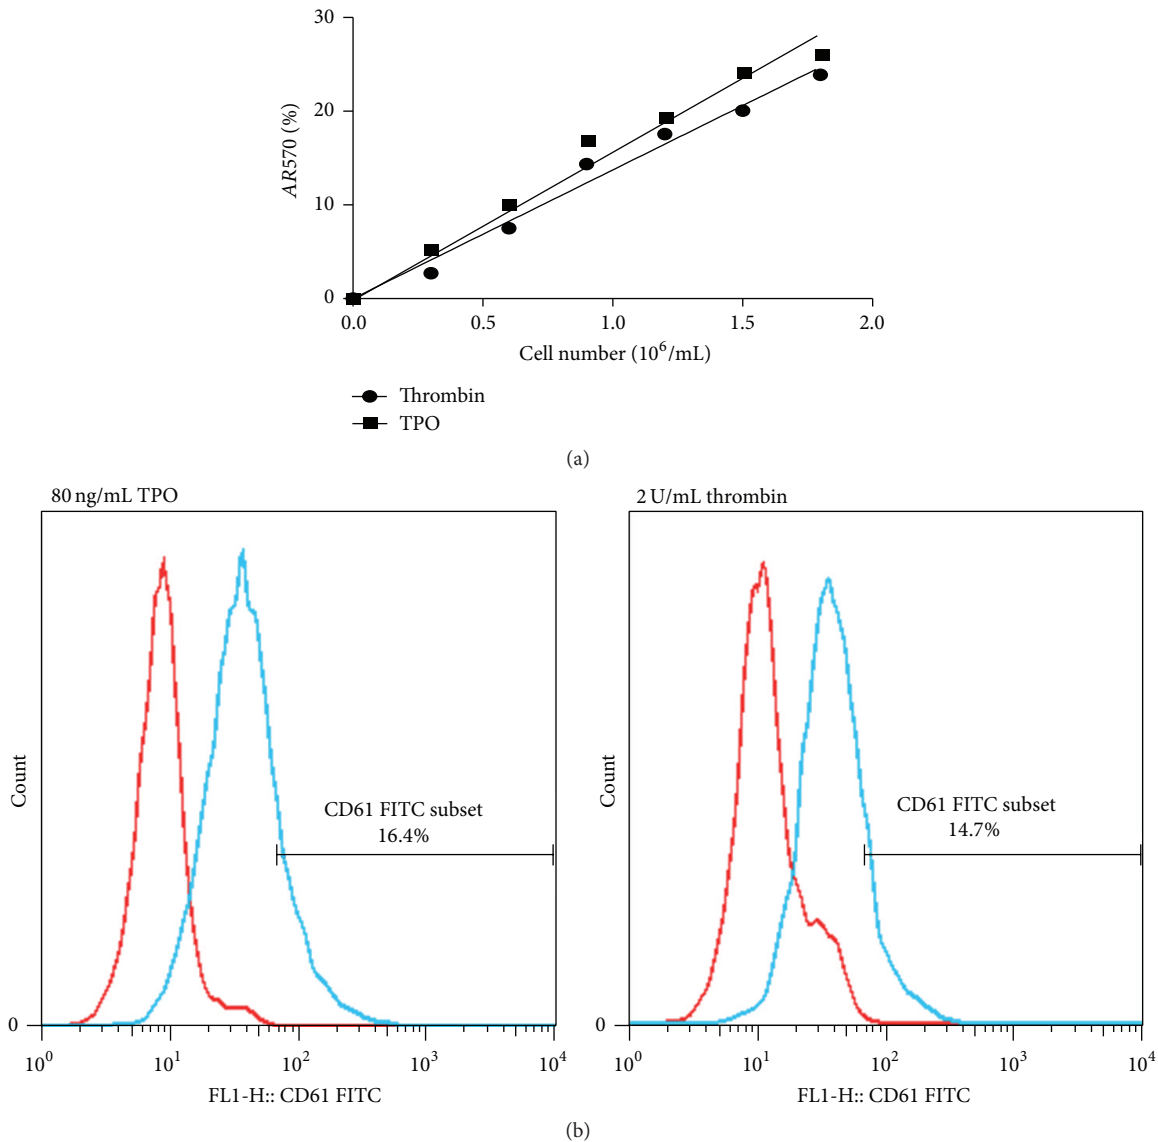 30
20
10
0
AR570 (%)
0.0 0.5 1.0 1.5 2.0
Cell number (10⁶/mL)
Thrombin
TPO
(a)
80 ng/mL TPO
Count
CD61 FITC subset
16.4%
0
10⁰ 10¹ 10² 10³ 10⁴
FL1-H:: CD61 FITC
2 U/mL thrombin
Count
CD61 FITC subset
14.7%
0
10⁰ 10¹ 10² 10³ 10⁴
FL1-H:: CD61 FITC
(b)